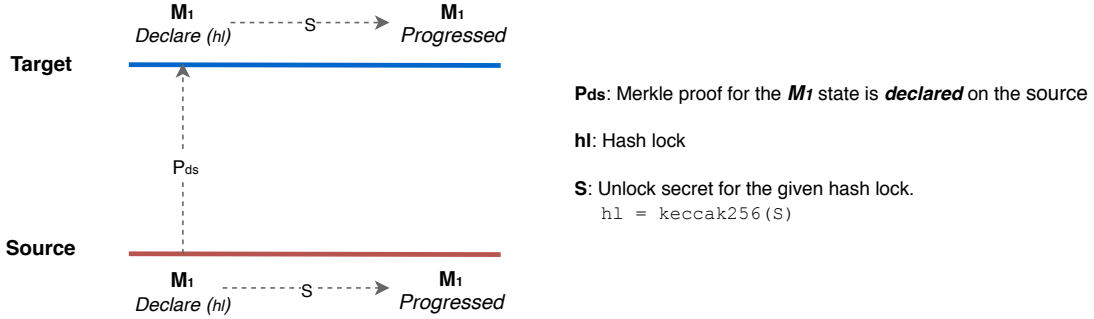 M1 M1
Declare (hl) S Progressed
Target
Pds: Merkle proof for the M1 state is declared on the source
hl: Hash lock
Pds
S: Unlock secret for the given hash lock.
hl = keccak256(S)
Source
M1 M1
Declare (hl) S Progressed